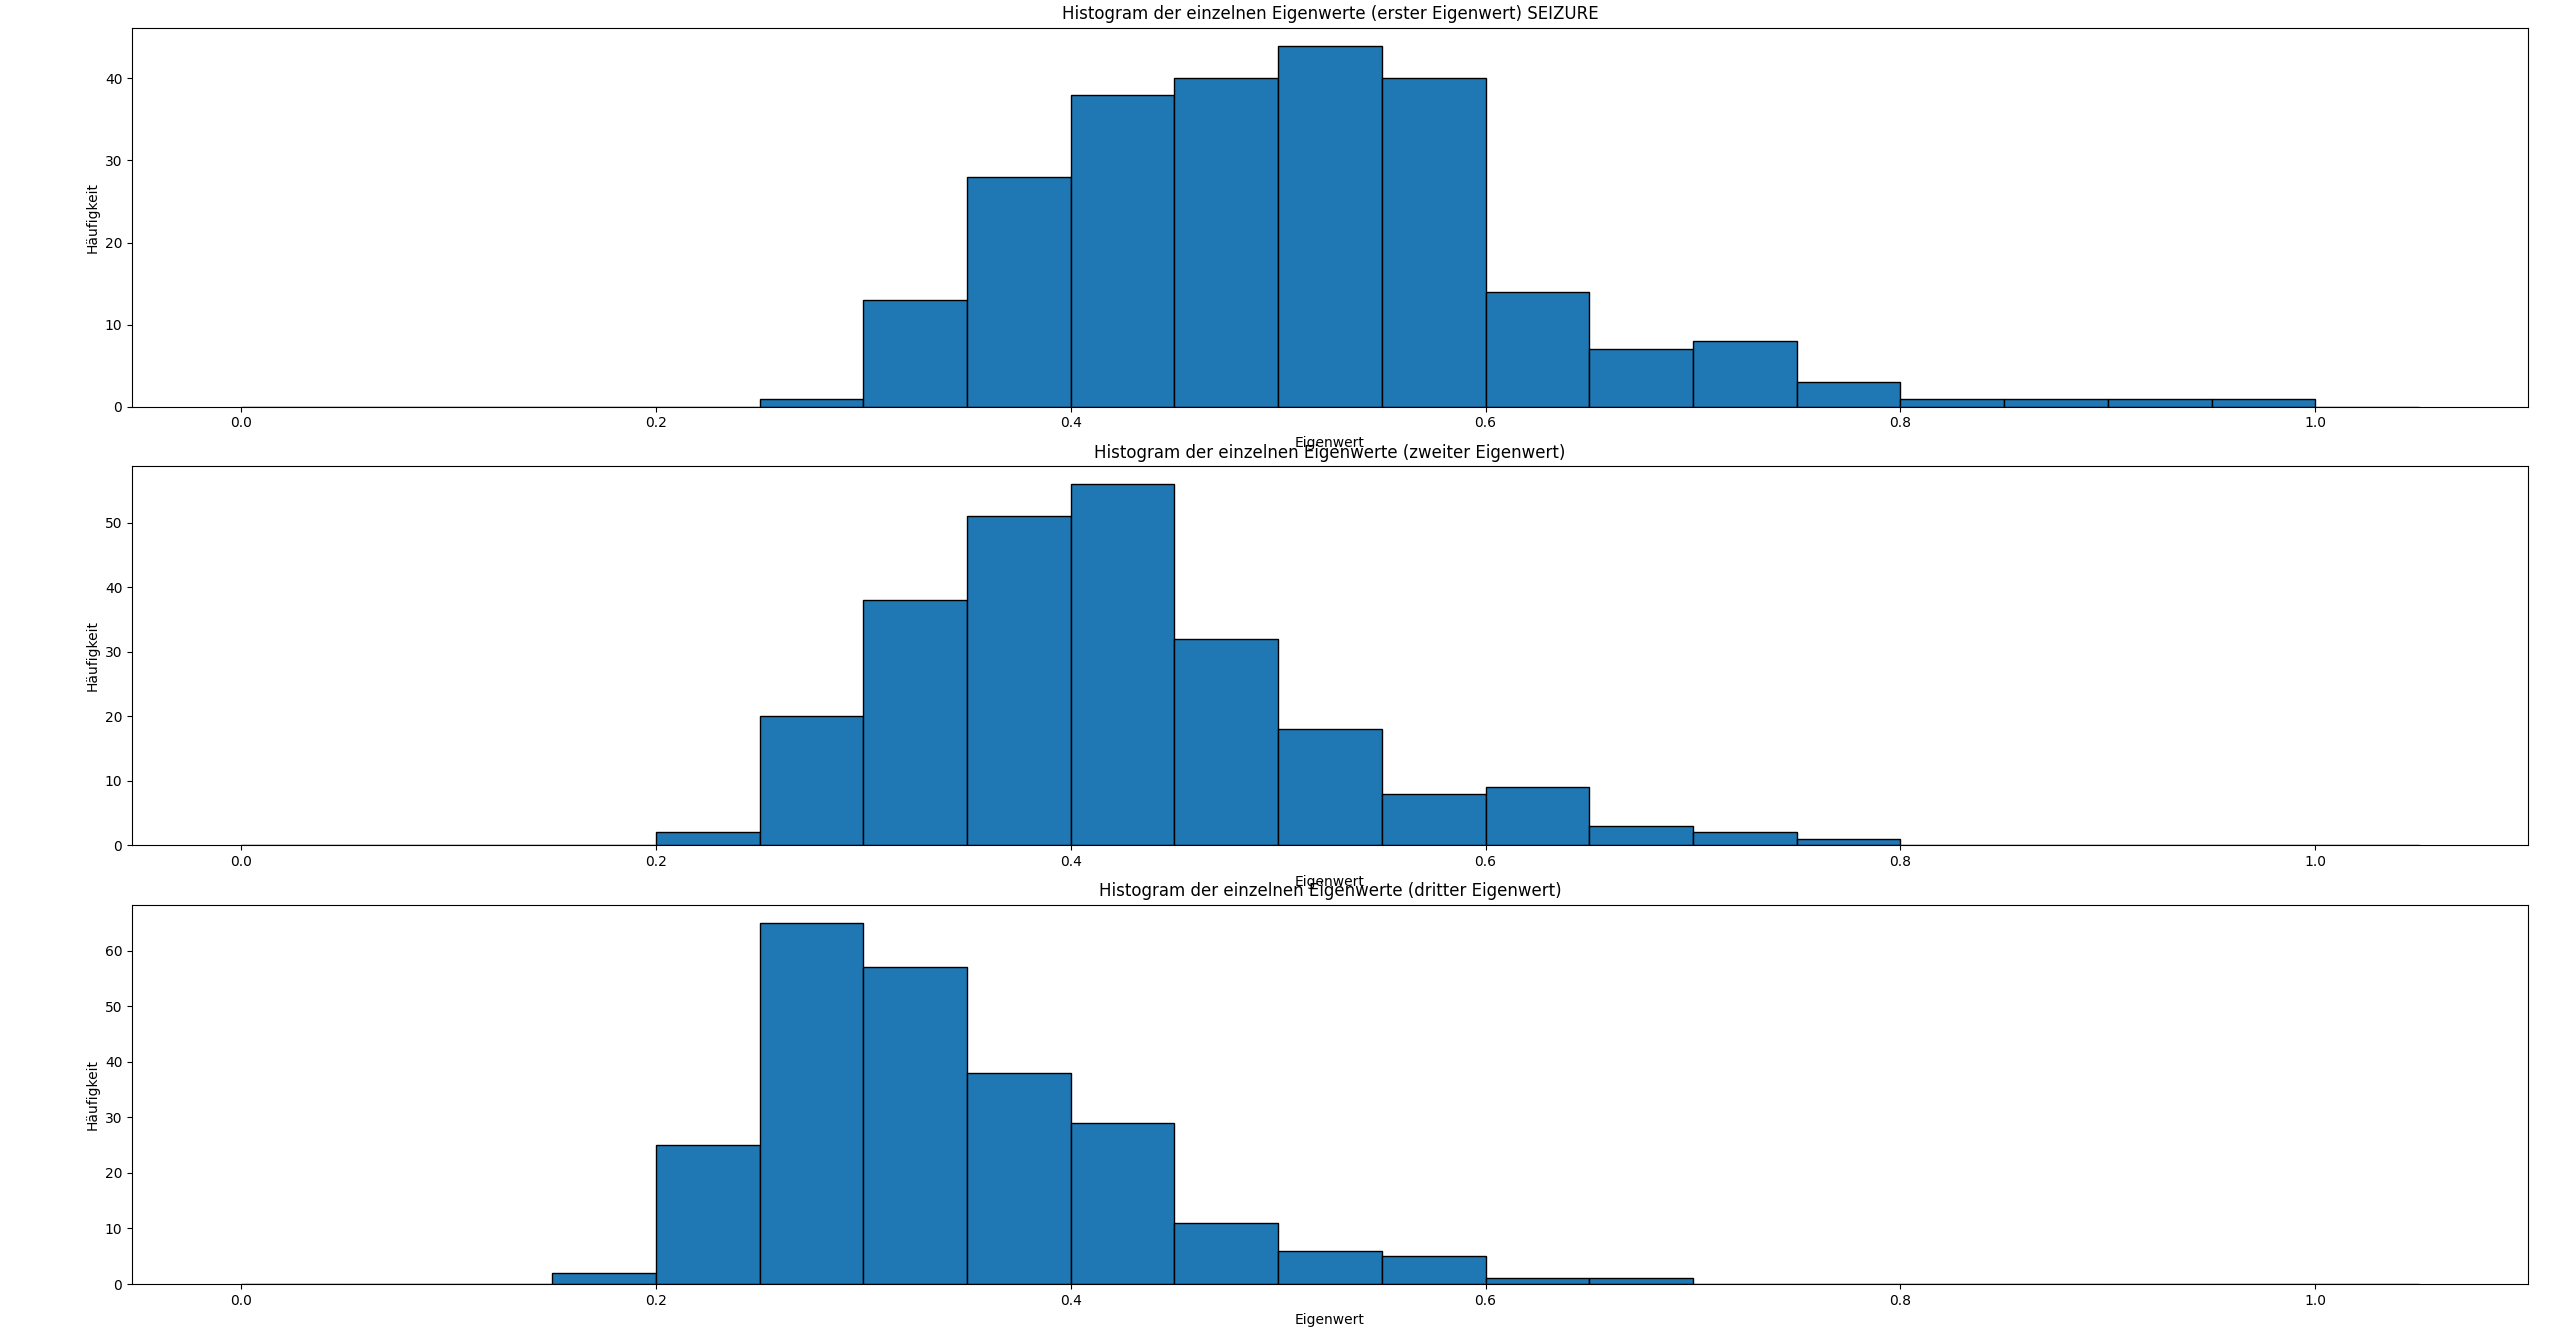 Histogram der einzelnen Eigenwerte (erster Eigenwert) SEIZURE
Häufigkeit
40
30
20
10
0
0.0 0.2 0.4 0.6 0.8 1.0
Eigenwert
Histogram der einzelnen Eigenwerte (zweiter Eigenwert)
Häufigkeit
50
40
30
20
10
0
0.0 0.2 0.4 0.6 0.8 1.0
Eigenwert
Histogram der einzelnen Eigenwerte (dritter Eigenwert)
Häufigkeit
60
50
40
30
20
10
0
0.0 0.2 0.4 0.6 0.8 1.0
Eigenwert